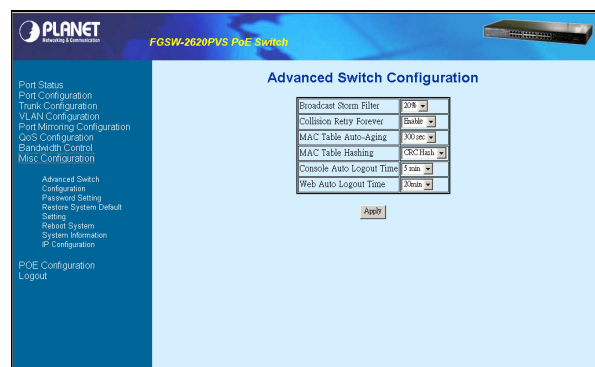 PLANET
Networking & Communication
FGSW-2620PVS PoE Switch
Port Status
Port Configuration
Trunk Configuration
VLAN Configuration
Port Mirroring Configuration
QoS Configuration
Bandwidth Control
Misc Configuration
Advanced Switch
Configuration
Password Setting
Restore System Default
Setting
Reboot System
System Information
IP Configuration
POE Configuration
Logout
Advanced Switch Configuration
Broadcast Storm Filter 20%
Collision Retry Forever Enable
MAC Table Auto-Aging 300 sec
MAC Table Hashing CRC Hash
Console Auto Logout Time 5 min
Web Auto Logout Time 20min
Apply